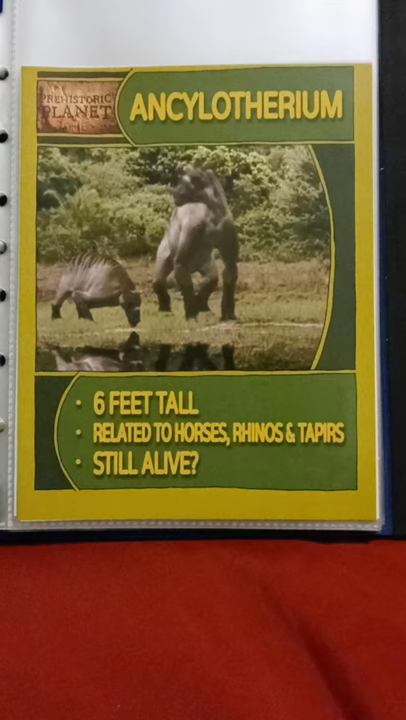 PREHISTORIC
PLANET
ANCYLOTHERIUM
• 6 FEET TALL
• RELATED TO HORSES, RHINOS & TAPIRS
• STILL ALIVE?